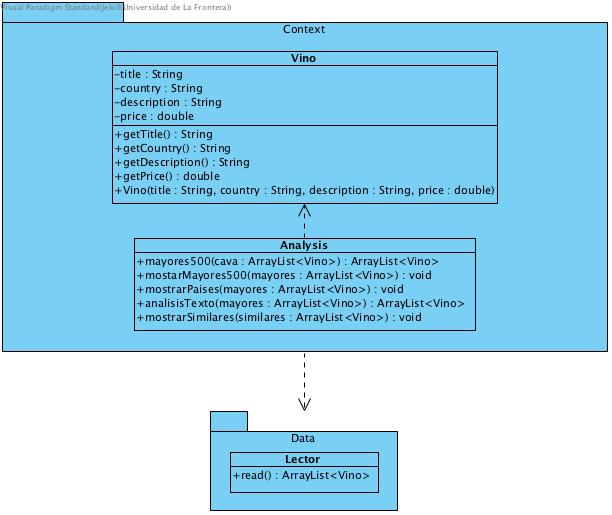 Visual Paradigm Standard(jekill(Universidad de La Frontera))
Context
Vino
-title : String
-country : String
-description : String
-price : double
+getTitle() : String
+getCountry() : String
+getDescription() : String
+getPrice() : double
+Vino(title : String, country : String, description : String, price : double)
Analysis
+mayores500(cava : ArrayList<Vino>) : ArrayList<Vino>
+mostarMayores500(mayores : ArrayList<Vino>) : void
+mostrarPaises(mayores : ArrayList<Vino>) : void
+analisisTexto(mayores : ArrayList<Vino>) : ArrayList<Vino>
+mostrarSimilares(similares : ArrayList<Vino>) : void
Data
Lector
+read() : ArrayList<Vino>